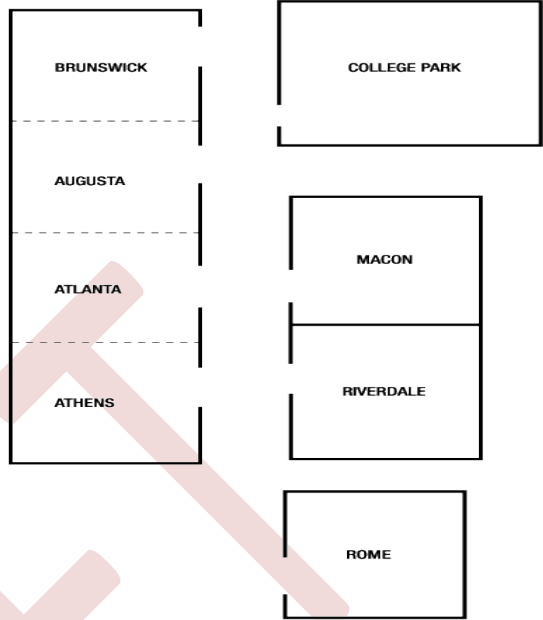 BRUNSWICK
AUGUSTA
ATLANTA
ATHENS
COLLEGE PARK
MACON
RIVERDALE
ROME